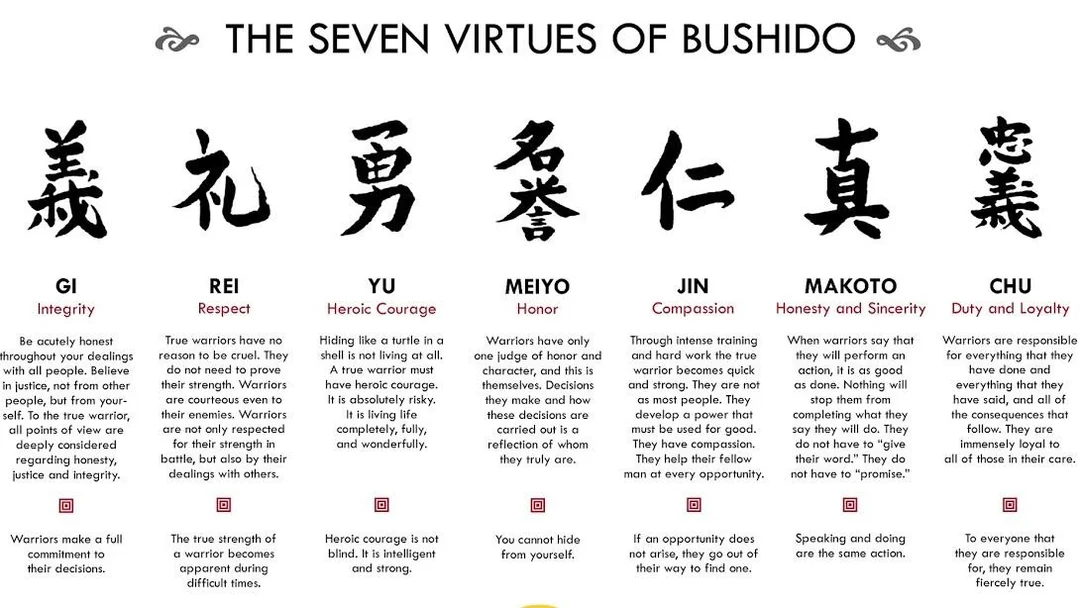 THE SEVEN VIRTUES OF BUSHIDO
義
GI
Integrity
Be acutely honest
throughout your dealings
with all people. Believe
in justice, not from other
people, but from your-
self. To the true warrior,
all points of view are
deeply considered
regarding honesty,
justice and integrity.
Warriors make a full
commitment to
their decisions.
礼
REI
Respect
True warriors have no
reason to be cruel. They
do not need to prove
their strength. Warriors
are courteous even to
their enemies. Warriors
are not only respected
for their strength in
battle, but also by their
dealings with others.
The true strength of
a warrior becomes
apparent during
difficult times.
勇
YU
Heroic Courage
Hiding like a turtle in a
shell is not living at all.
A true warrior must
have heroic courage.
It is absolutely risky.
It is living life
completely, fully,
and wonderfully.
Heroic courage is not
blind. It is intelligent
and strong.
名
誉
MEIYO
Honor
Warriors have only
one judge of honor and
character, and this is
themselves. Decisions
they make and how
these decisions are
carried out is a
reflection of whom
they truly are.
You cannot hide
from yourself.
仁
JIN
Compassion
Through intense training
and hard work the true
warrior becomes quick
and strong. They are not
as most people. They
develop a power that
must be used for good.
They have compassion.
They help their fellow
man at every opportunity.
If an opportunity does
not arise, they go out of
their way to find one.
真
MAKOTO
Honesty and Sincerity
When warriors say that
they will perform an
action, it is as good
as done. Nothing will
stop them from
completing what they
say they will do. They
do not have to “give
their word.” They do
not have to “promise.”
Speaking and doing
are the same action.
忠
義
CHU
Duty and Loyalty
Warriors are responsible
for everything that they
have done and
everything that they
have said, and all of
the consequences that
follow. They are
immensely loyal to
all of those in their care.
To everyone that
they are responsible
for, they remain
fiercely true.